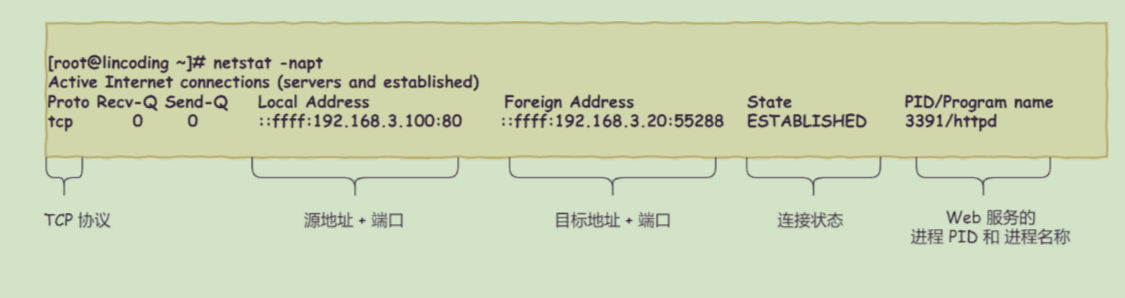 [root@lincoding ~]# netstat -napt
Active Internet connections (servers and established)
Proto Recv-Q Send-Q Local Address Foreign Address State PID/Program name
tcp 0 0 ::ffff:192.168.3.100:80 ::ffff:192.168.3.20:55288 ESTABLISHED 3391/httpd
TCP 协议 源地址 + 端口 目标地址 + 端口 连接状态 Web 服务的
进程 PID 和 进程名称